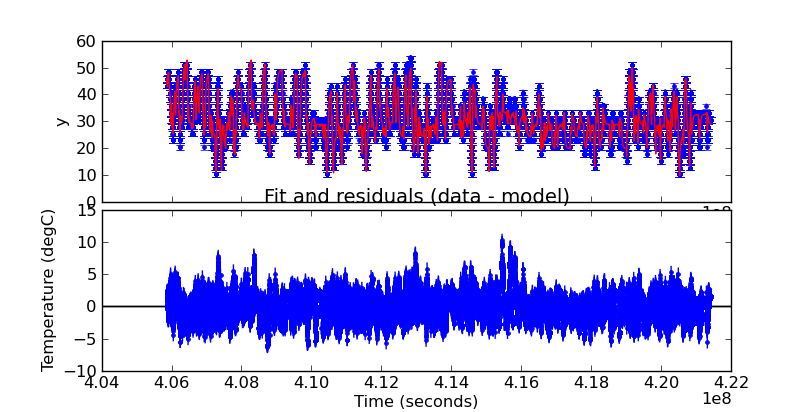 60
50
40
30
20
10
0
y
Fit and residuals (data - model)
15
10
5
0
−5
−10
Temperature (degC)
4.04 4.06 4.08 4.10 4.12 4.14 4.16 4.18 4.20 4.22
Time (seconds)
1e8